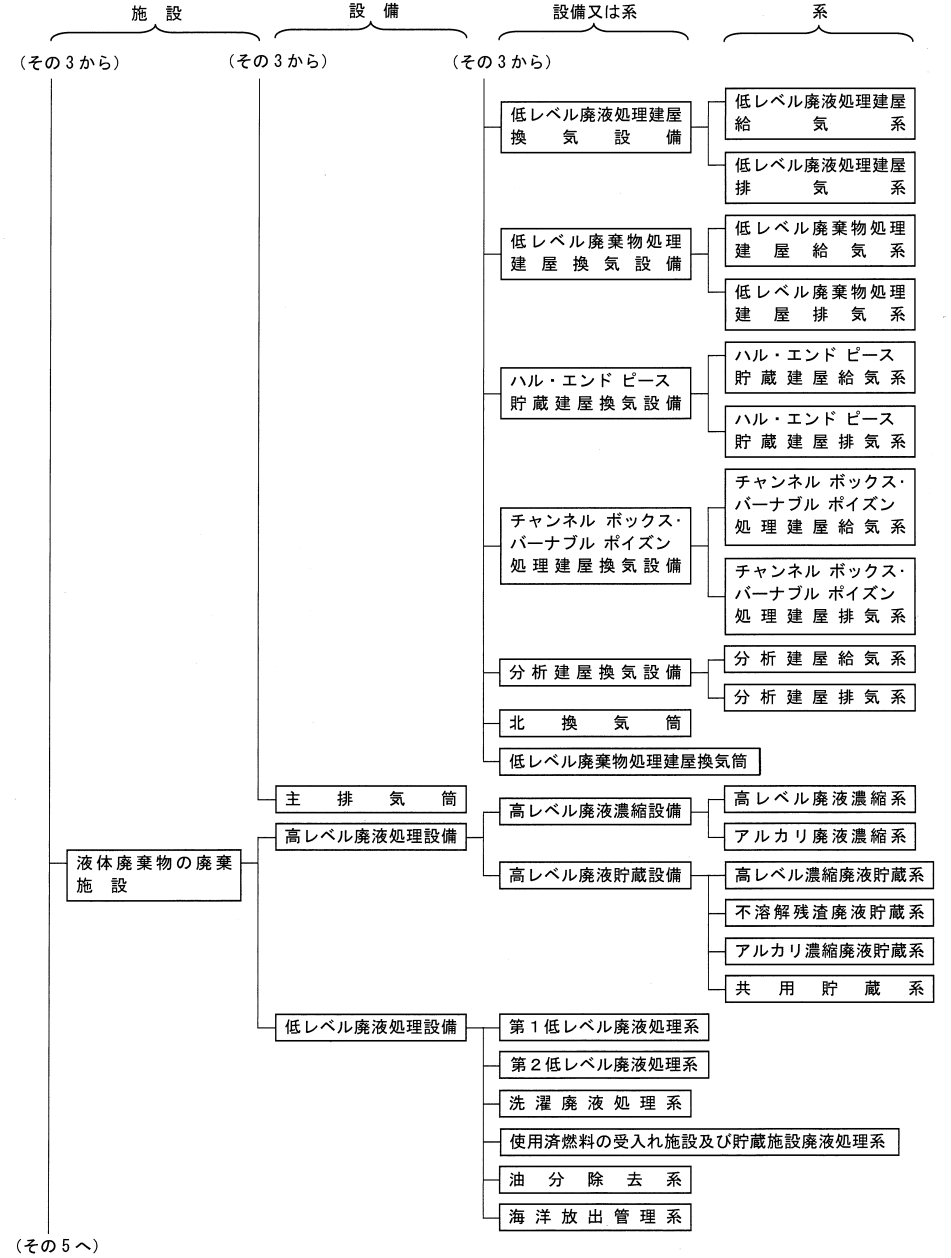 施設
設備
設備又は系
系
(その3から)
(その3から)
(その3から)
低レベル廃液処理建屋
換気設備
低レベル廃液処理建屋
給気系
低レベル廃液処理建屋
排気系
低レベル廃棄物処理
建屋換気設備
低レベル廃棄物処理
建屋給気系
低レベル廃棄物処理
建屋排気系
ハル・エンド ピース
貯蔵建屋換気設備
ハル・エンド ピース
貯蔵建屋給気系
ハル・エンド ピース
貯蔵建屋排気系
チャンネル ボックス・
バーナブル ポイズン
処理建屋換気設備
チャンネル ボックス・
バーナブル ポイズン
処理建屋給気系
チャンネル ボックス・
バーナブル ポイズン
処理建屋排気系
分析建屋換気設備
分析建屋給気系
分析建屋排気系
北換気筒
低レベル廃棄物処理建屋換気筒
主排気筒
液体廃棄物の廃棄
施設
高レベル廃液処理設備
高レベル廃液濃縮設備
高レベル廃液濃縮系
アルカリ廃液濃縮系
高レベル廃液貯蔵設備
高レベル濃縮廃液貯蔵系
不溶解残渣廃液貯蔵系
アルカリ濃縮廃液貯蔵系
共用貯蔵系
低レベル廃液処理設備
第1低レベル廃液処理系
第2低レベル廃液処理系
洗濯廃液処理系
使用済燃料の受入れ施設及び貯蔵施設廃液処理系
油分除去系
海洋放出管理系
(その5へ)